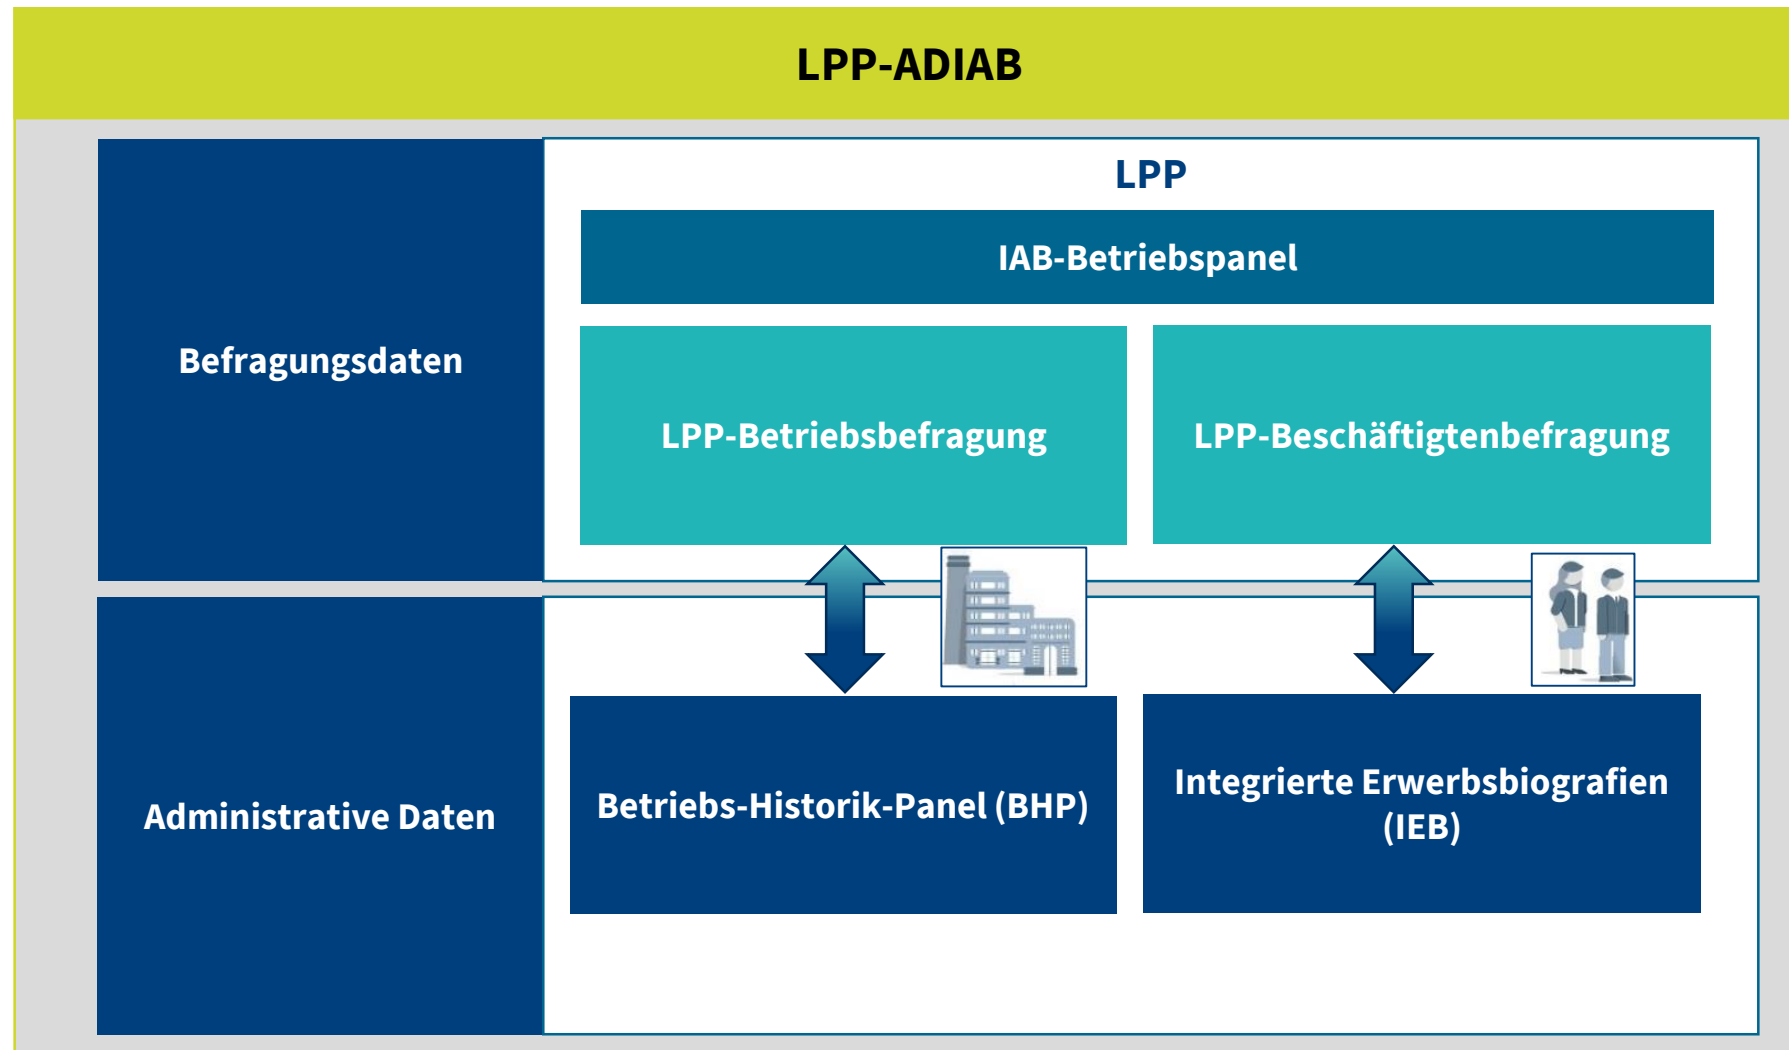 LPP-ADIAB
Befragungsdaten
LPP
IAB-Betriebspanel
LPP-Betriebsbefragung
LPP-Beschäftigtenbefragung
Administrative Daten
Betriebs-Historik-Panel (BHP)
Integrierte Erwerbsbiografien
(IEB)